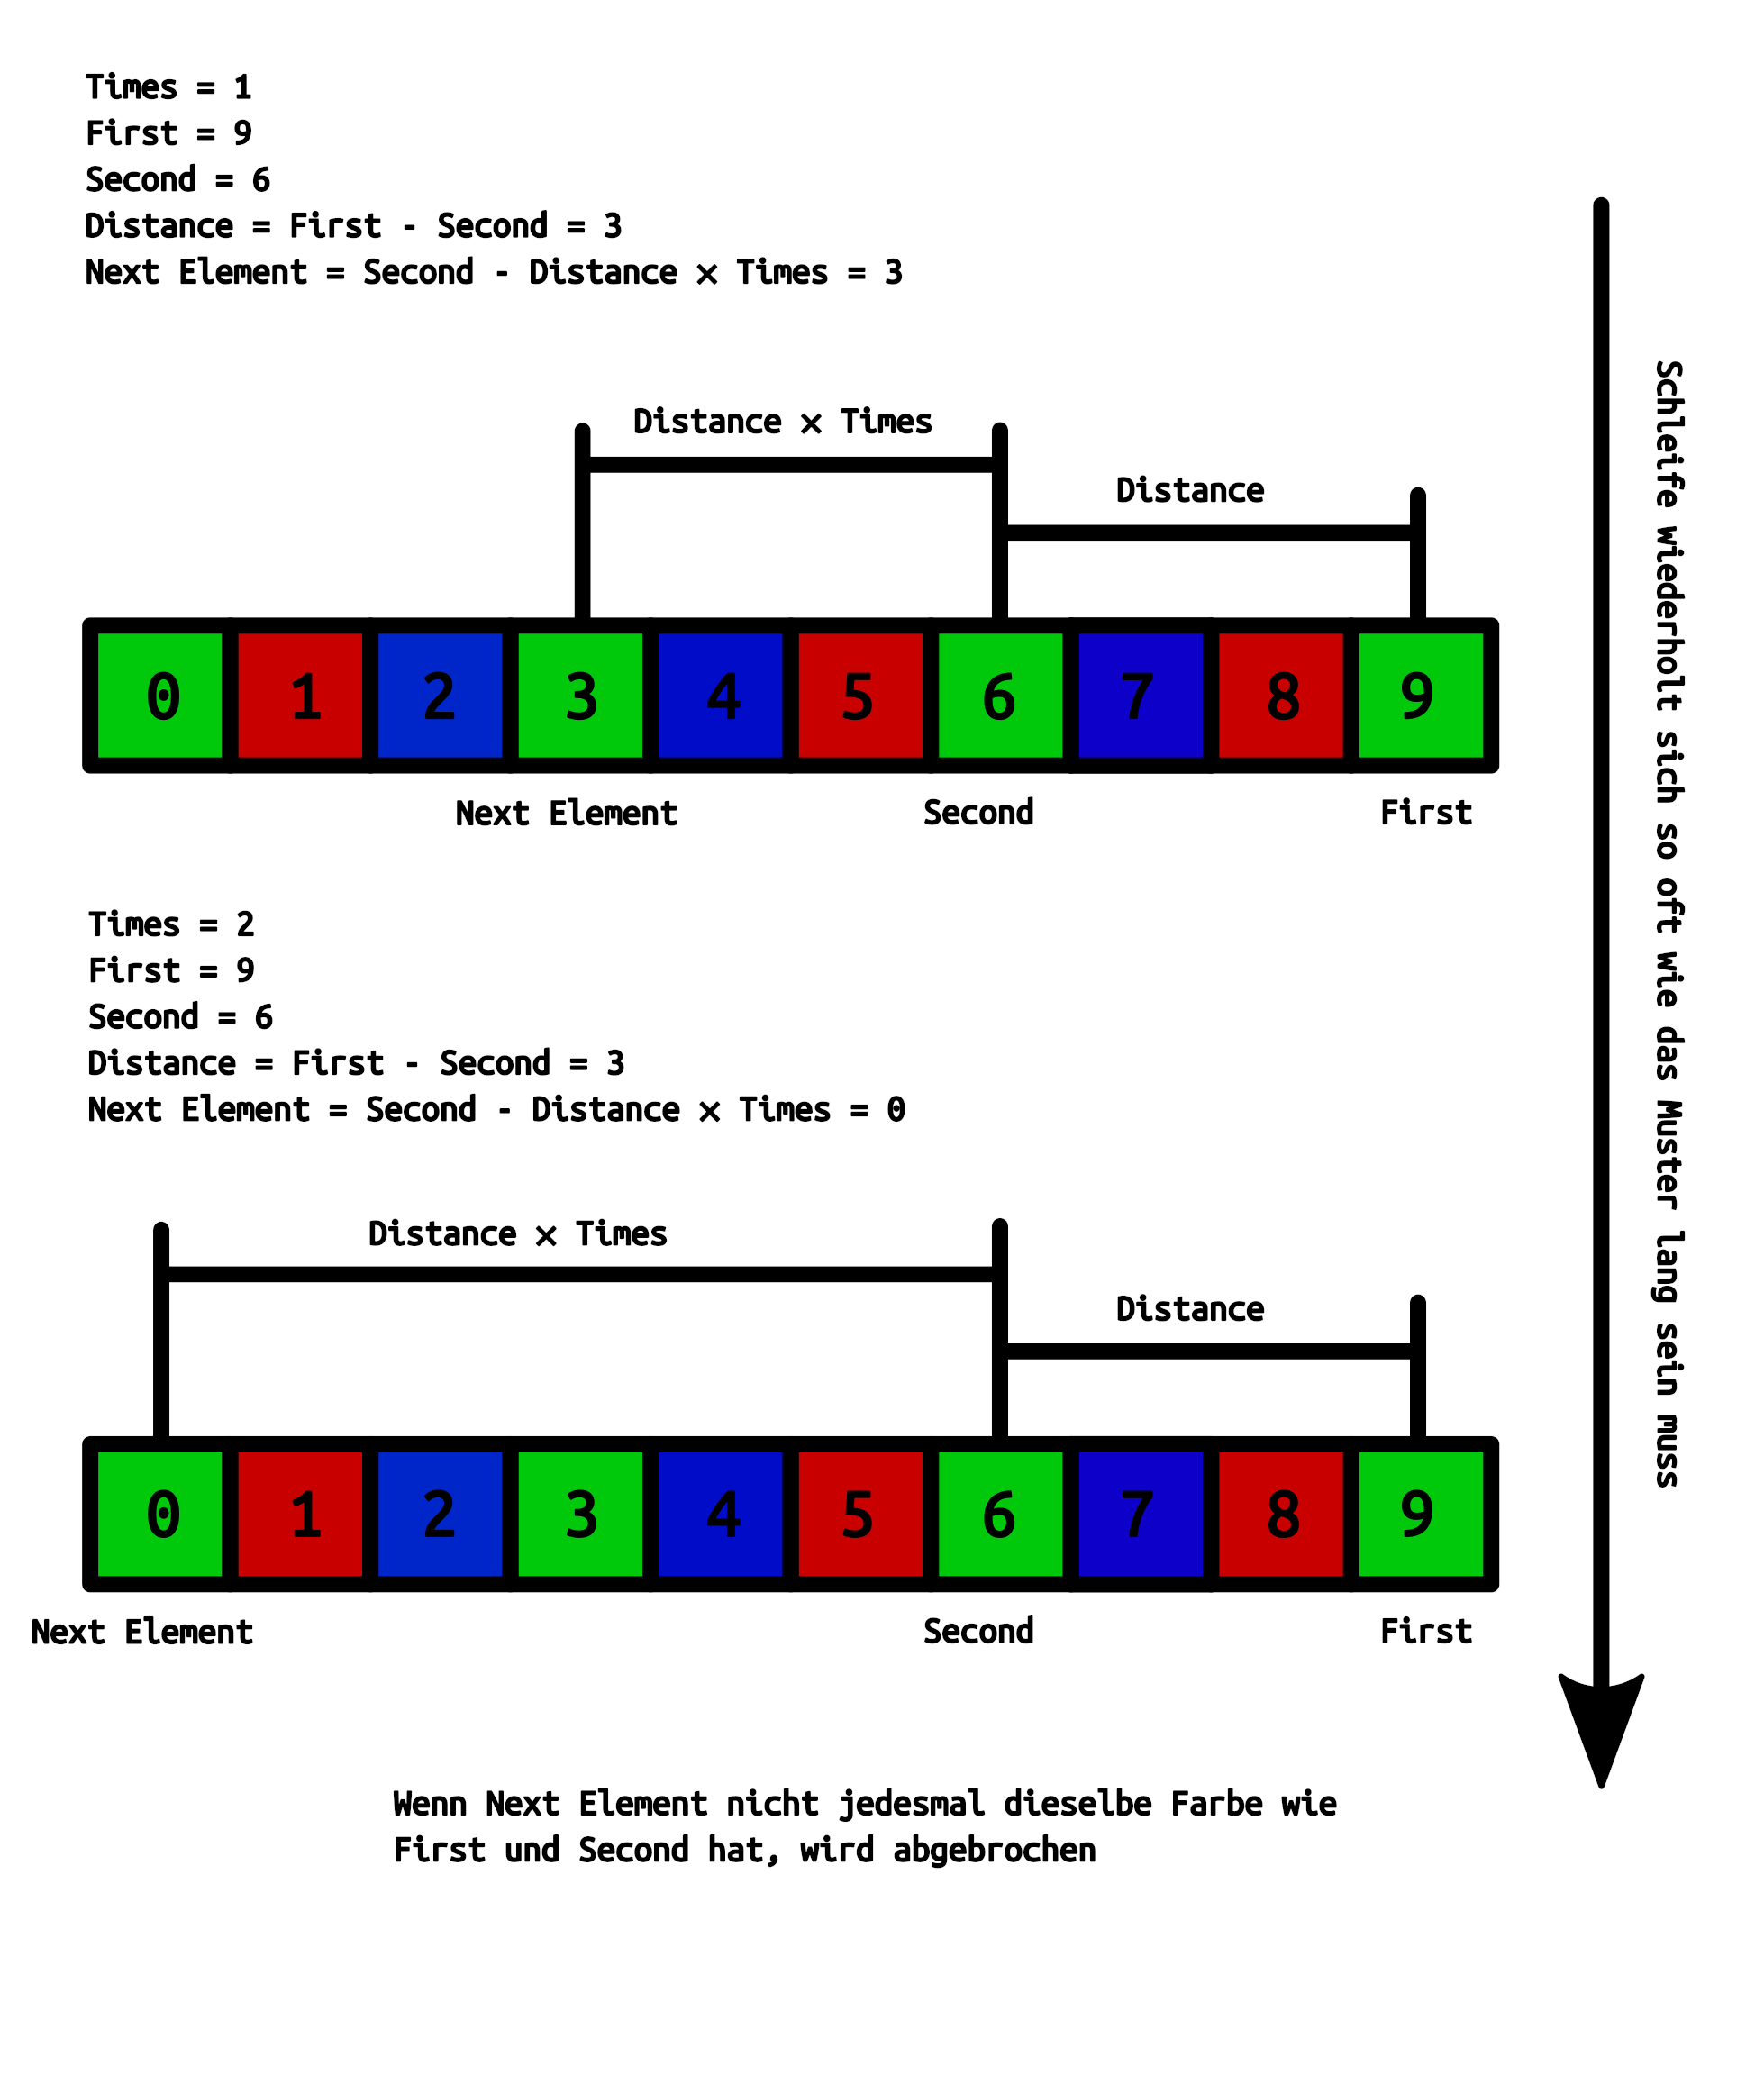 Times = 1
First = 9
Second = 6
Distance = First - Second = 3
Next Element = Second - Distance × Times = 3
Distance × Times
Distance
0 1 2 3 4 5 6 7 8 9
Next Element Second First
Times = 2
First = 9
Second = 6
Distance = First - Second = 3
Next Element = Second - Distance × Times = 0
Distance × Times
Distance
0 1 2 3 4 5 6 7 8 9
Next Element Second First
Schleife wiederholt sich so oft wie das Muster lang sein muss
Wenn Next Element nicht jedesmal dieselbe Farbe wie
First und Second hat, wird abgebrochen